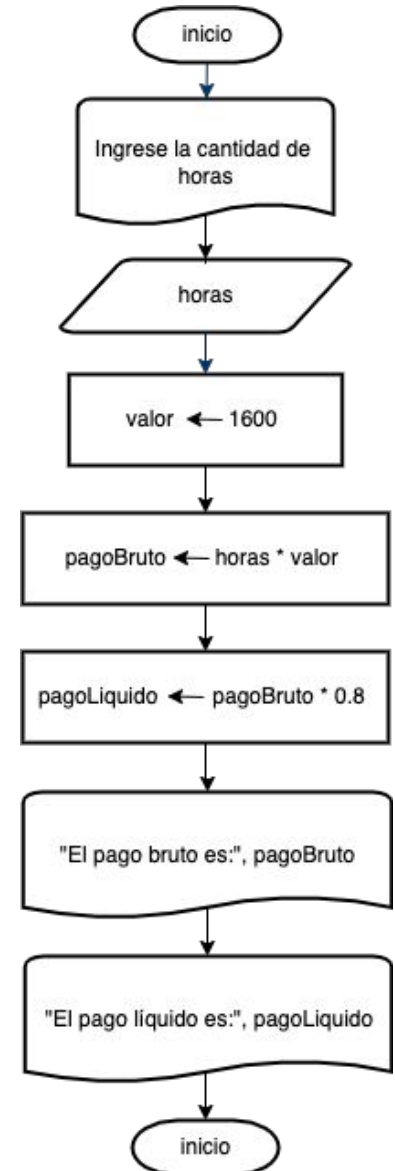 inicio
Ingrese la cantidad de
horas
horas
valor ← 1600
pagoBruto ← horas * valor
pagoLiquido ← pagoBruto * 0.8
"El pago bruto es:", pagoBruto
"El pago líquido es:", pagoLiquido
inicio